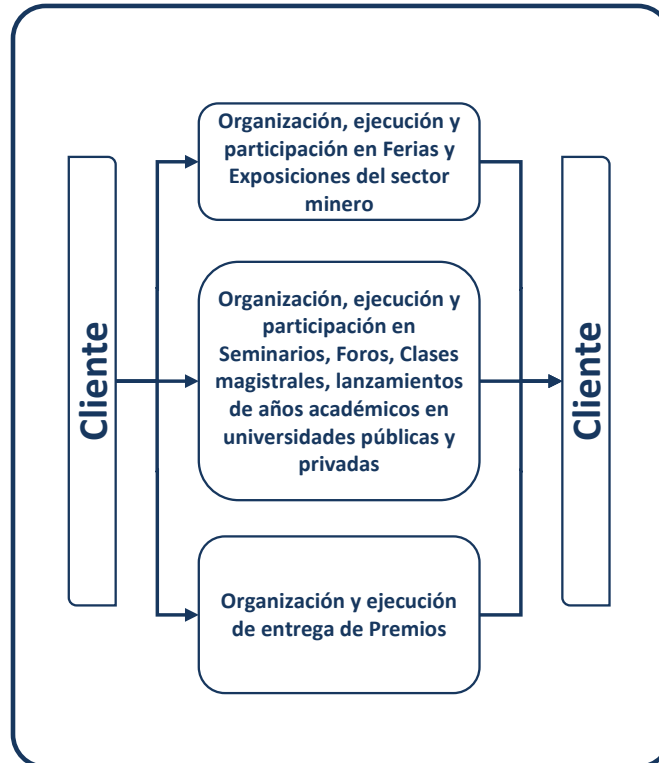 Cliente
Organización, ejecución y
participación en Ferias y
Exposiciones del sector
minero
Organización, ejecución y
participación en
Seminarios, Foros, Clases
magistrales, lanzamientos
de años académicos en
universidades públicas y
privadas
Organización y ejecución
de entrega de Premios
Cliente